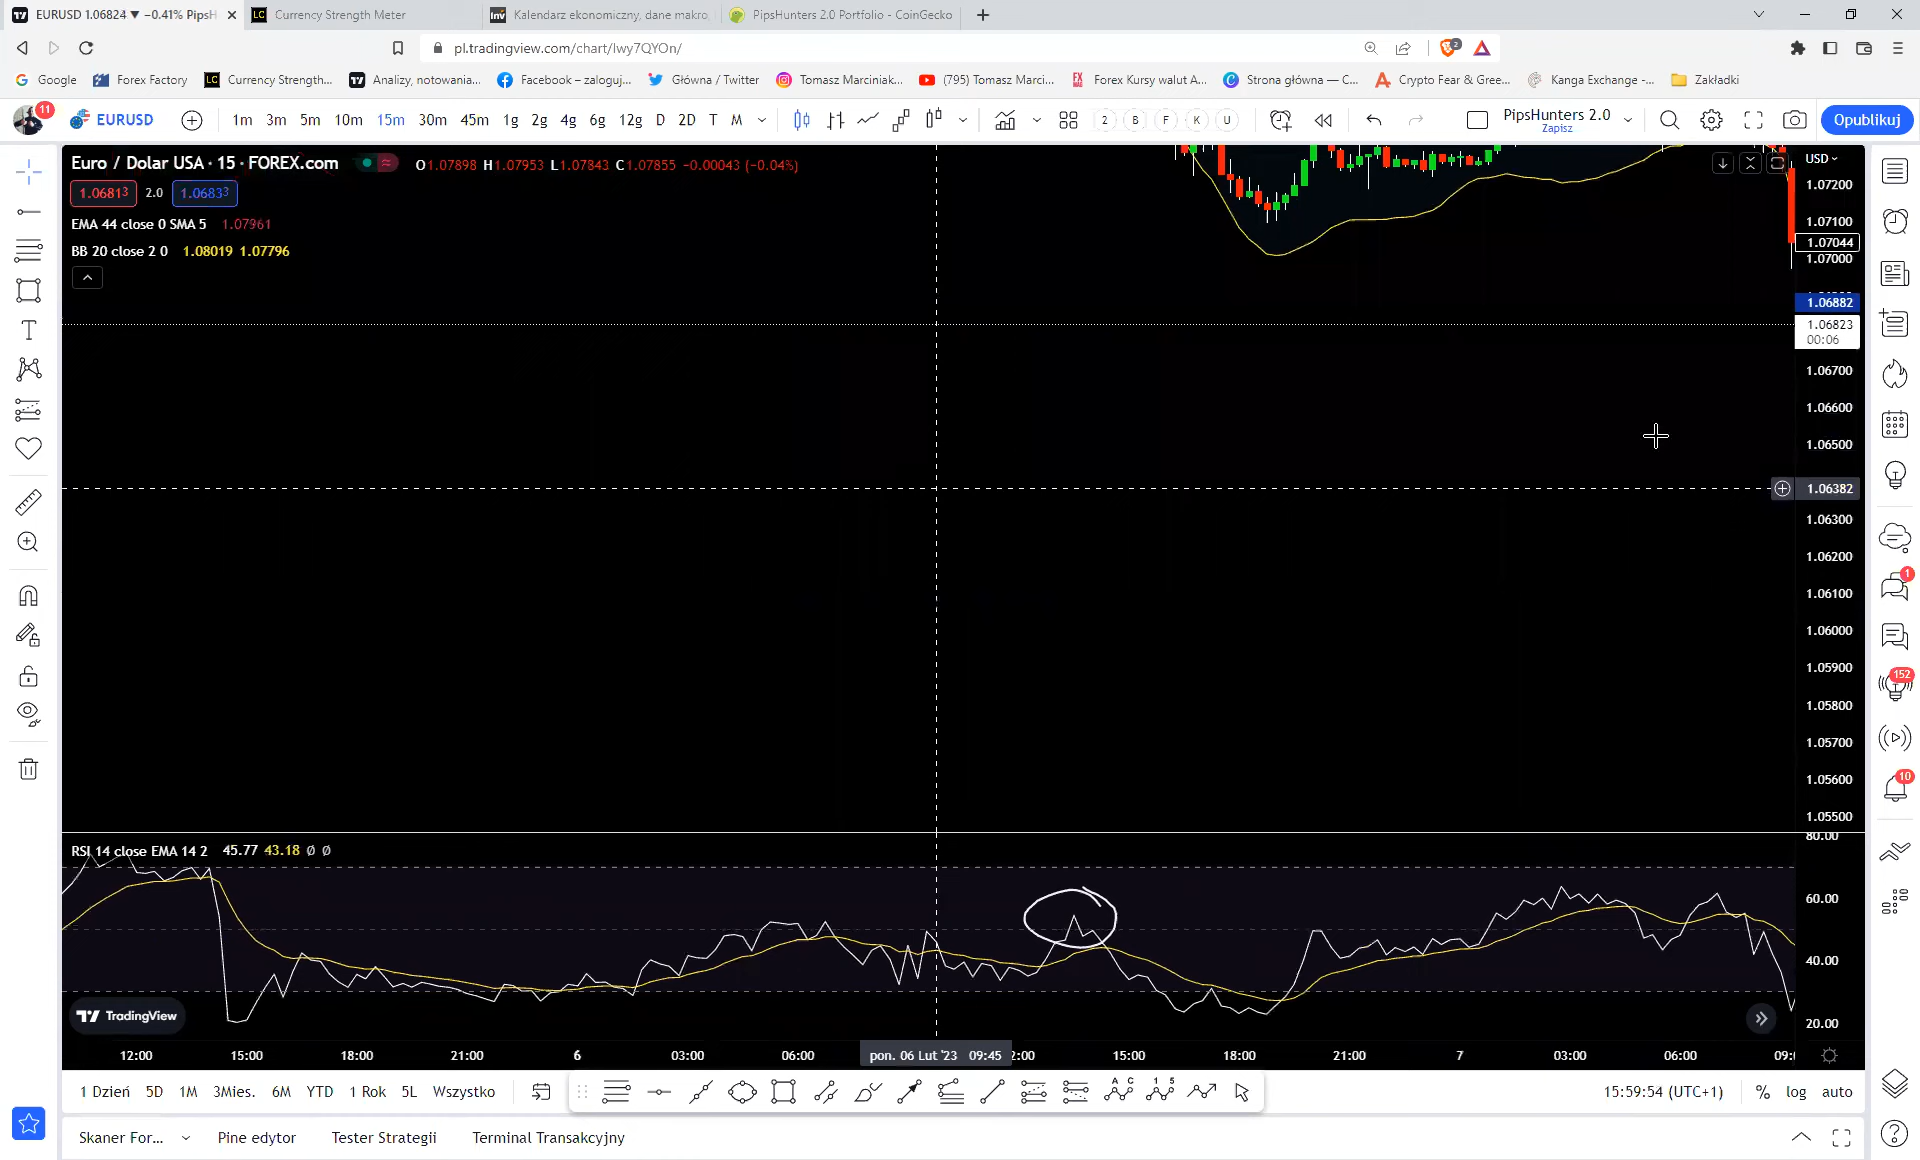 EURUSD 1.06824 ▼ −0.41% PipsH
Currency Strength Meter
Kalendarz ekonomiczny, dane makro,
PipsHunters 2.0 Portfolio - CoinGecko
pl.tradingview.com/chart/lwy7QYOn/
2
Google
Forex Factory
Currency Strength...
Analizy, notowania...
Facebook – zaloguj...
Główna / Twitter
Tomasz Marciniak...
(795) Tomasz Marci...
Forex Kursy walut A...
Strona główna — C...
Crypto Fear & Gree...
Kanga Exchange -...
Zakładki
11
EURUSD
1m 3m 5m 10m 15m 30m 45m 1g 2g 4g 6g 12g D 2D T M
2 B F K U
PipsHunters 2.0
Zapisz
Opublikuj
Euro / Dolar USA · 15 · FOREX.com
O1.07898 H1.07953 L1.07843 C1.07855 −0.00043 (−0.04%)
1.06813 2.0 1.06833
EMA 44 close 0 SMA 5 1.07961
BB 20 close 2 0 1.08019 1.07796
USD
1.07200
1.07100
1.07044
1.07000
1.06882
1.06823
00:06
1.06700
1.06600
1.06500
1.06382
1.06300
1.06200
1.06100
1.06000
1.05900
1.05800
1.05700
1.05600
1.05500
RSI 14 close EMA 14 2 45.77 43.18 Ø Ø
80.00
60.00
40.00
20.00
TradingView
12:00 15:00 18:00 21:00 6 03:00 06:00 pon. 06 Lut '23 09:45 2:00 15:00 18:00 21:00 7 03:00 06:00 09:
1 Dzień 5D 1M 3Mies. 6M YTD 1 Rok 5L Wszystko
15:59:54 (UTC+1) % log auto
Skaner For... Pine edytor Tester Strategii Terminal Transakcyjny
1
152
10